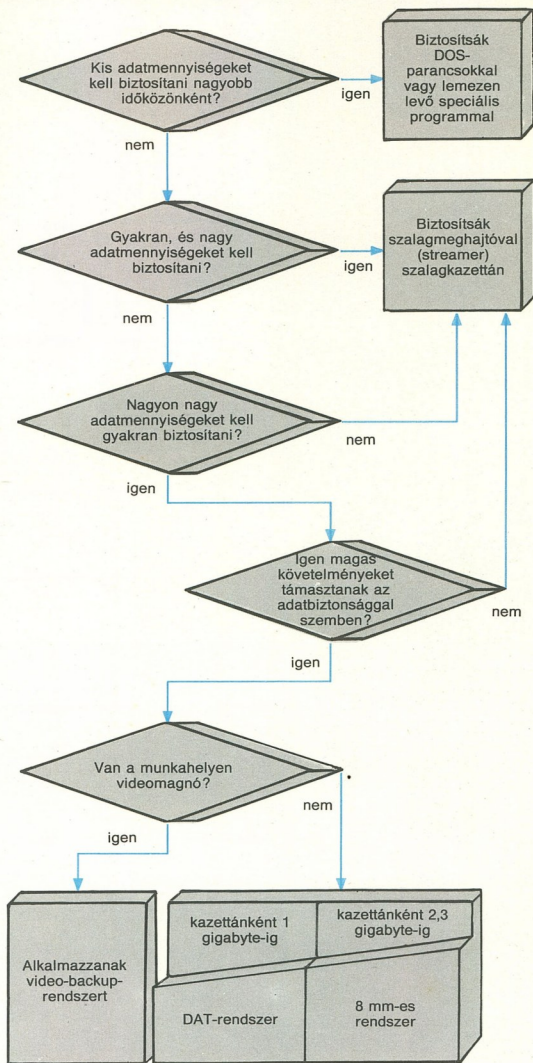 Kis adatmennyiségeket
kell biztosítani nagyobb
időközönként?
igen
Biztosítsák
DOS-
parancsokkal
vagy lemezen
levő speciális
programmal
nem
Gyakran, és nagy
adatmennyiségeket kell
biztosítani?
igen
Biztosítsák
szalagmeghajtóval
(streamer)
szalagkazettán
nem
Nagyon nagy
adatmennyiségeket kell
gyakran biztosítani?
nem
igen
Igen magas
követelményeket
támasztanak az
adatbiztonsággal
szemben?
nem
igen
Van a munkahelyen
videomagnó?
nem
igen
Alkalmazzanak
video-backup-
rendszert
kazettánként 1
gigabyte-ig
DAT-rendszer
kazettánként 2,3
gigabyte-ig
8 mm-es
rendszer